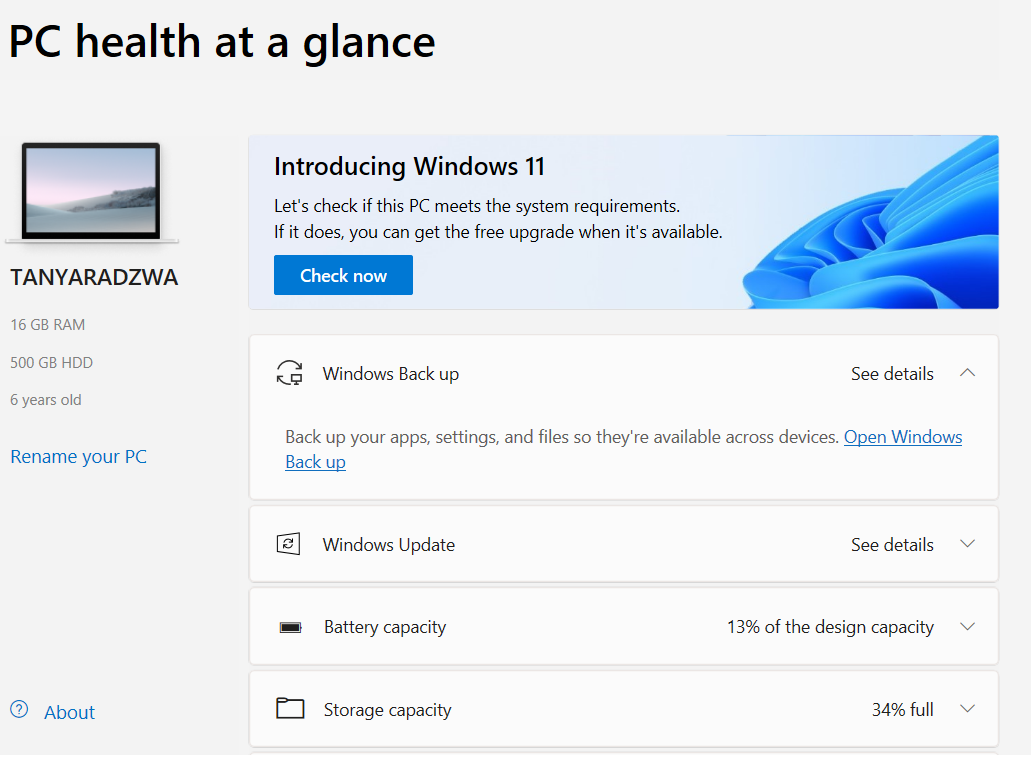 PC health at a glance
TANYARADZWA
16 GB RAM
500 GB HDD
6 years old
Rename your PC
About
Introducing Windows 11
Let's check if this PC meets the system requirements.
If it does, you can get the free upgrade when it's available.
Check now
Windows Back up See details
Back up your apps, settings, and files so they're available across devices. Open Windows
Back up
Windows Update See details
Battery capacity 13% of the design capacity
Storage capacity 34% full